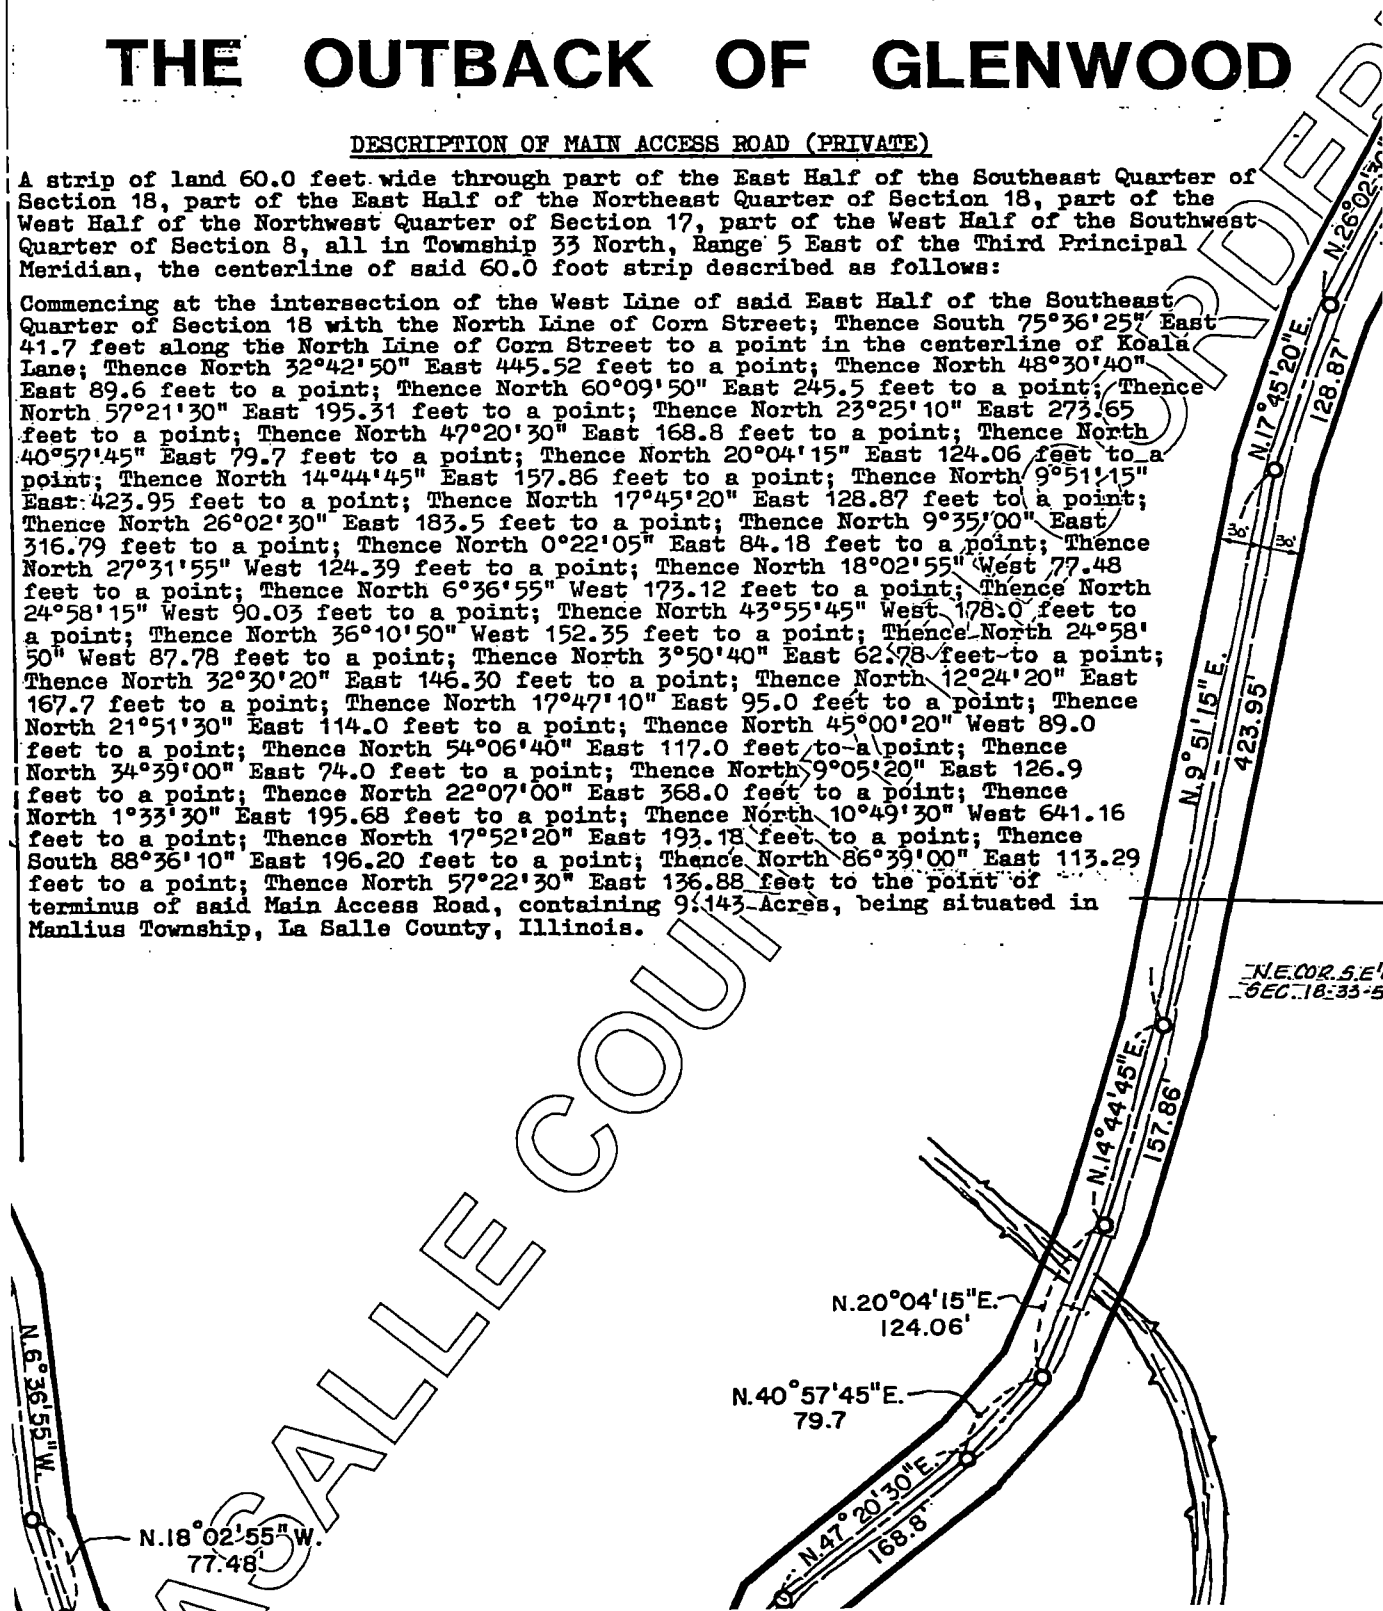 THE OUTBACK OF GLENWOOD
DESCRIPTION OF MAIN ACCESS ROAD (PRIVATE)
A strip of land 60.0 feet wide through part of the East Half of the Southeast Quarter of
Section 18, part of the East Half of the Northeast Quarter of Section 18, part of the
West Half of the Northwest Quarter of Section 17, part of the West Half of the Southwest
Quarter of Section 8, all in Township 33 North, Range 5 East of the Third Principal
Meridian, the centerline of said 60.0 foot strip described as follows:
Commencing at the intersection of the West Line of said East Half of the Southeast
Quarter of Section 18 with the North Line of Corn Street; Thence South 75°36'25" East
41.7 feet along the North Line of Corn Street to a point in the centerline of Koala
Lane; Thence North 32°42'50" East 445.52 feet to a point; Thence North 48°30'40"
East 89.6 feet to a point; Thence North 60°09'50" East 245.5 feet to a point; Thence
North 57°21'30" East 195.31 feet to a point; Thence North 23°25'10" East 273.65
feet to a point; Thence North 47°20'30" East 168.8 feet to a point; Thence North
40°57'45" East 79.7 feet to a point; Thence North 20°04'15" East 124.06 feet to a
point; Thence North 14°44'45" East 157.86 feet to a point; Thence North 9°51'15"
East 423.95 feet to a point; Thence North 17°45'20" East 128.87 feet to a point;
Thence North 26°02'30" East 183.5 feet to a point; Thence North 9°35'00" East
316.79 feet to a point; Thence North 0°22'05" East 84.18 feet to a point; Thence
North 27°31'55" West 124.39 feet to a point; Thence North 18°02'55" West 77.48
feet to a point; Thence North 6°36'55" West 173.12 feet to a point; Thence North
24°58'15" West 90.03 feet to a point; Thence North 43°55'45" West 178.0 feet to
a point; Thence North 36°10'50" West 152.35 feet to a point; Thence North 24°58'
50" West 87.78 feet to a point; Thence North 3°50'40" East 62.78 feet to a point;
Thence North 32°30'20" East 146.30 feet to a point; Thence North 12°24'20" East
167.7 feet to a point; Thence North 17°47'10" East 95.0 feet to a point; Thence
North 21°51'30" East 114.0 feet to a point; Thence North 45°00'20" West 89.0
feet to a point; Thence North 54°06'40" East 117.0 feet to a point; Thence
North 34°39'00" East 74.0 feet to a point; Thence North 9°05'20" East 126.9
feet to a point; Thence North 22°07'00" East 368.0 feet to a point; Thence
North 1°33'30" East 195.68 feet to a point; Thence North 10°49'30" West 641.16
feet to a point; Thence North 17°52'20" East 193.18 feet to a point; Thence
South 88°36'10" East 196.20 feet to a point; Thence North 86°39'00" East 113.29
feet to a point; Thence North 57°22'30" East 136.88 feet to the point of
terminus of said Main Access Road, containing 9.143 Acres, being situated in
Manlius Township, La Salle County, Illinois.
N.26°02'30"
N.17°45'20"E.
128.87'
30'
30'
N.9°51'15"E.
423.95'
N.E.COR.S.E
SEC. 18-33-5
N.14°44'45"E.
157.86'
N.20°04'15"E.
124.06'
N.40°57'45"E.
79.7
N.47°20'30"E.
168.8'
N.6°36'55"W.
N.18°02'55"W.
77.48'
ASALLE COUN ORDER